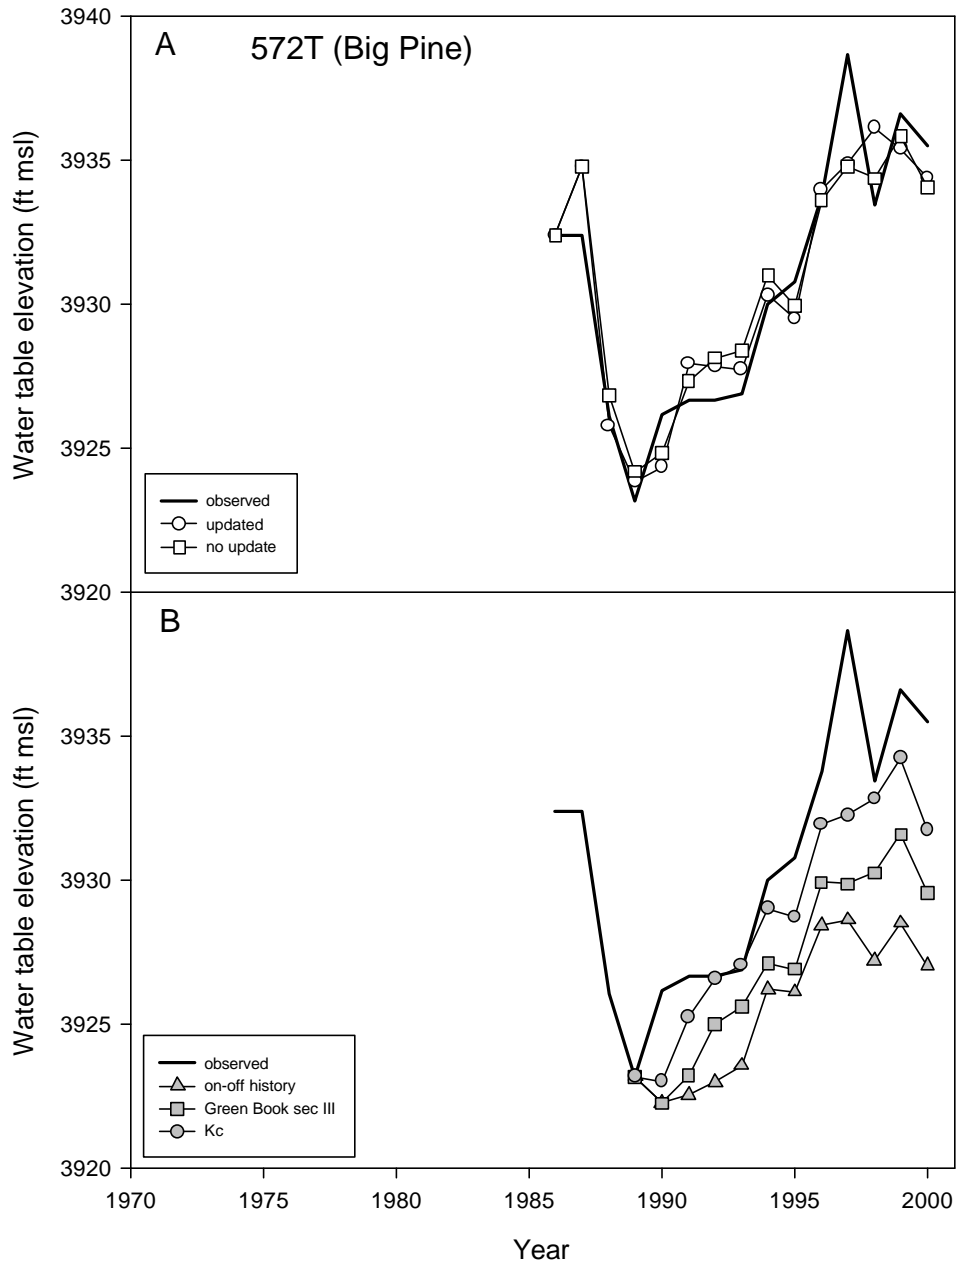 A 572T (Big Pine)
3940
3935
3930
3925
3920
Water table elevation (ft msl)
observed
updated
no update
B
3935
3930
3925
3920
Water table elevation (ft msl)
observed
on-off history
Green Book sec III
Kc
1970 1975 1980 1985 1990 1995 2000
Year